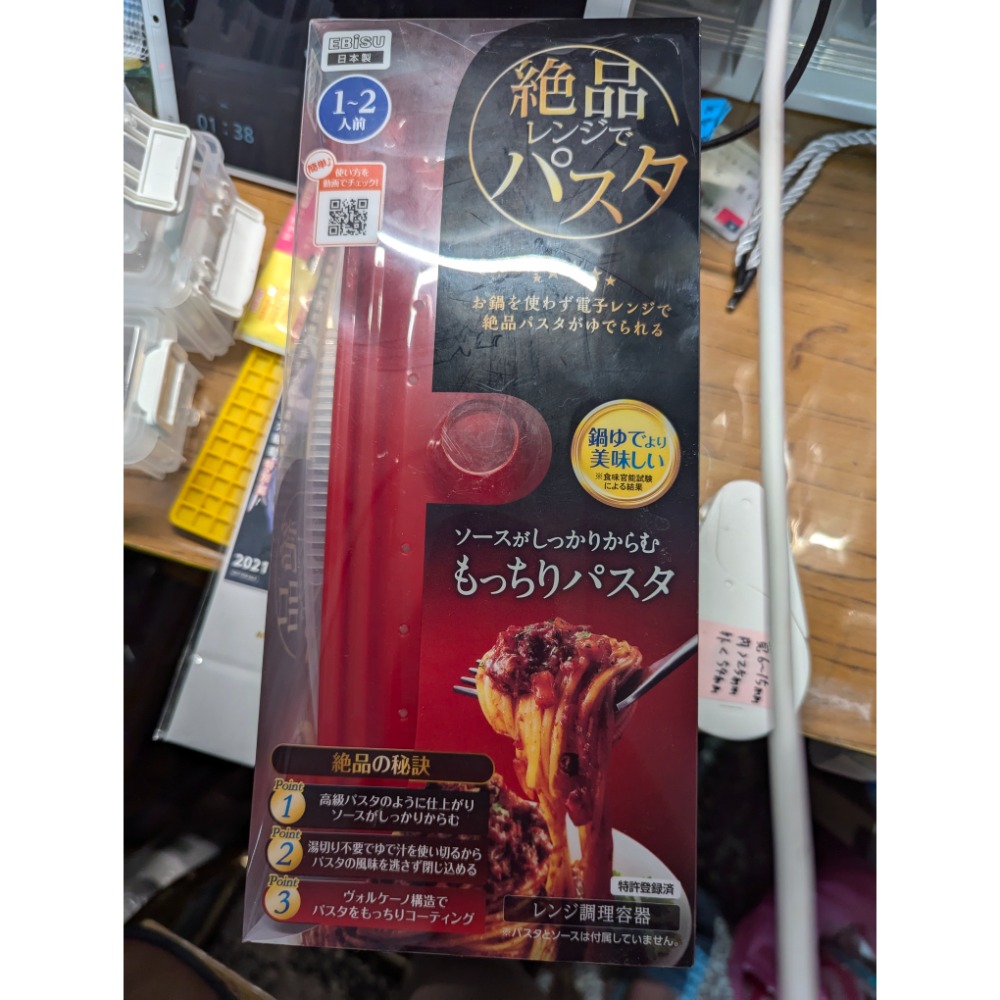 EBiSU
日本製
1~2
人前
簡単♪
使い方を
動画でチェック!
絶品
レンジで
パスタ
お鍋を使わず電子レンジで
絶品パスタがゆでられる
鍋ゆでより
美味しい
※食味官能試験
による結果
ソースがしっかりからむ
もっちりパスタ
絶品の秘訣
Point
1
高級パスタのように仕上がり
ソースがしっかりからむ
Point
2
湯切り不要でゆで汁を使い切るから
パスタの風味を逃さず閉じ込める
Point
3
ヴォルケーノ構造で
パスタをもっちりコーティング
特許登録済
レンジ調理容器
※パスタとソースは付属していません。
01:38
2021
6~15mm